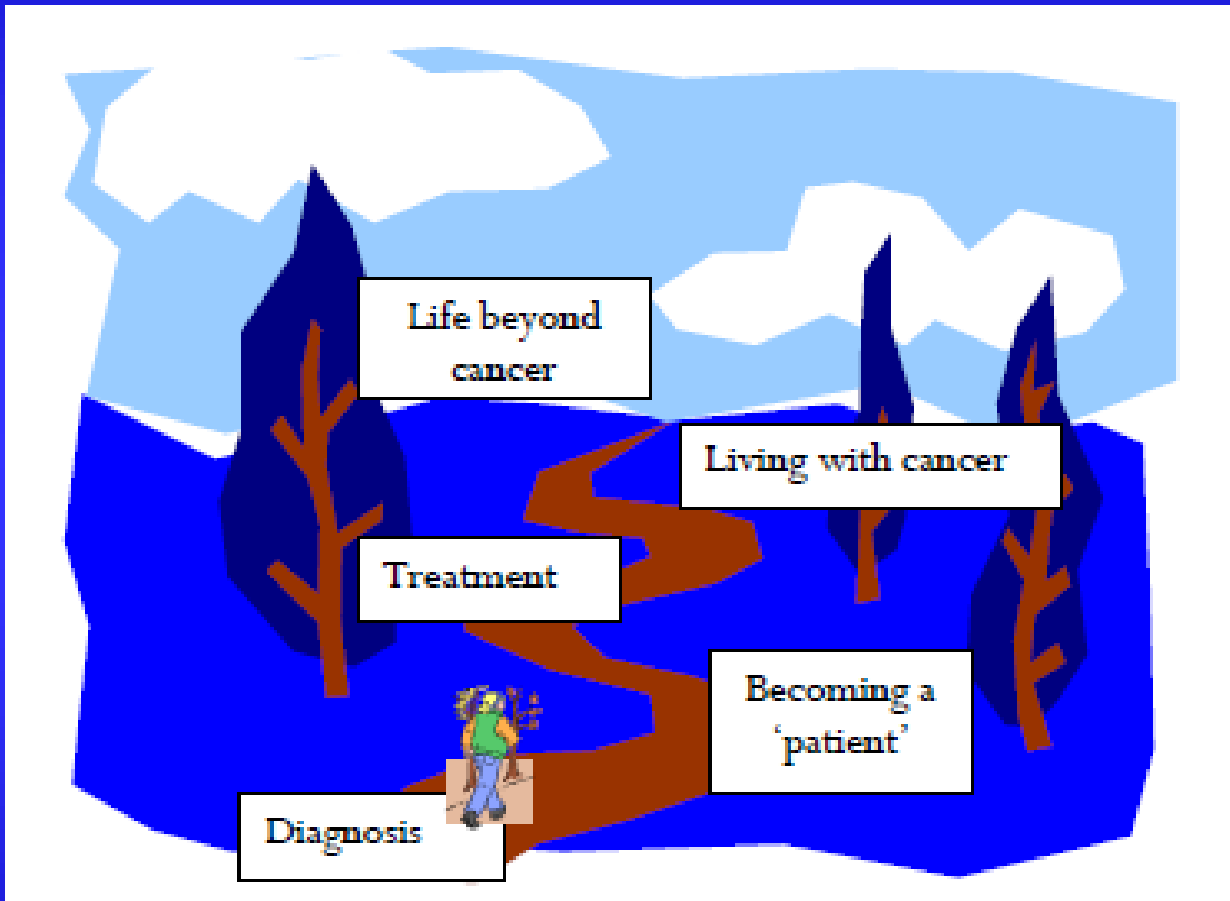 Life beyond
cancer
Living with cancer
Treatment
Becoming a
‘patient’
Diagnosis